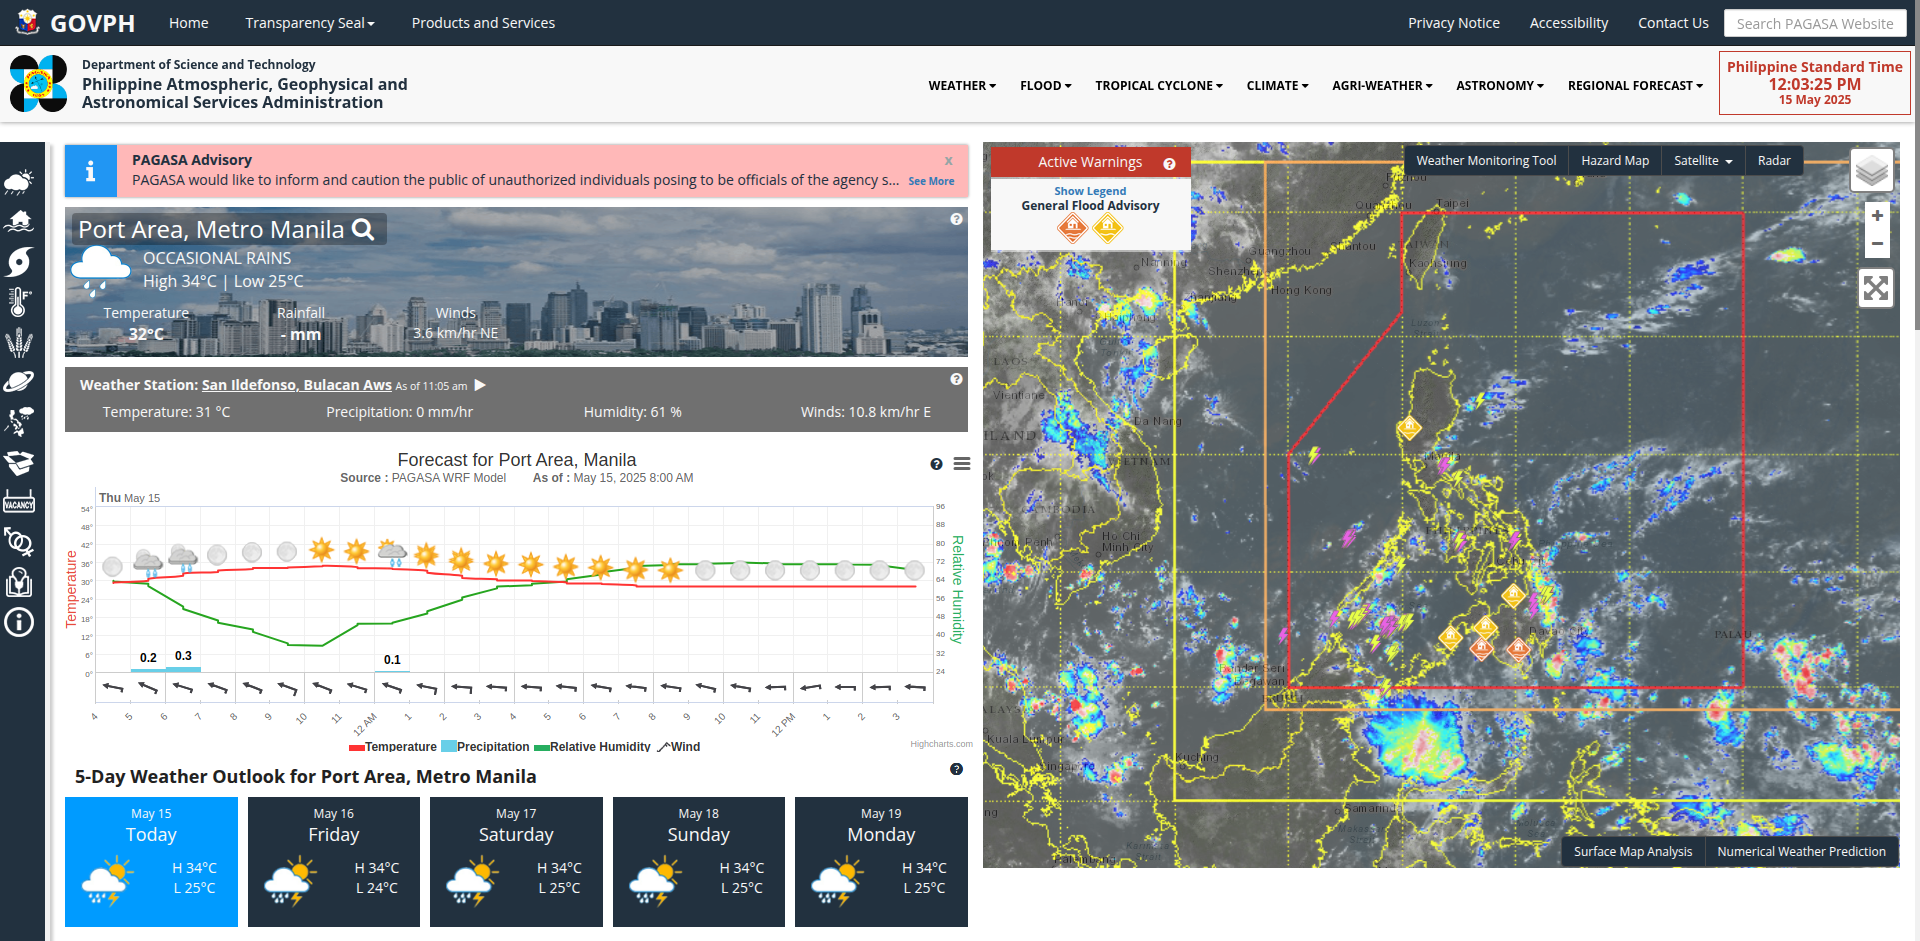 GOVPH
Home
Transparency Seal
Products and Services
Privacy Notice
Accessibility
Contact Us
Search PAGASA Website
Department of Science and Technology
Philippine Atmospheric, Geophysical and
Astronomical Services Administration
WEATHER
FLOOD
TROPICAL CYCLONE
CLIMATE
AGRI-WEATHER
ASTRONOMY
REGIONAL FORECAST
Philippine Standard Time
12:03:25 PM
15 May 2025
VACANCY
PAGASA Advisory
x
PAGASA would like to inform and caution the public of unauthorized individuals posing to be officials of the agency s... See More
Port Area, Metro Manila
OCCASIONAL RAINS
High 34°C | Low 25°C
Temperature
32°C
Rainfall
- mm
Winds
3.6 km/hr NE
Weather Station: San Ildefonso, Bulacan Aws As of 11:05 am
Temperature: 31 °C
Precipitation: 0 mm/hr
Humidity: 61 %
Winds: 10.8 km/hr E
Forecast for Port Area, Manila
Source : PAGASA WRF Model As of : May 15, 2025 8:00 AM
Thu May 15
54°
48°
42°
36°
30°
24°
18°
12°
6°
0°
Temperature
96
88
80
72
64
56
48
40
32
24
Relative Humidity
0.2
0.3
0.1
4 5 6 7 8 9 10 11 12 AM 1 2 3 4 5 6 7 8 9 10 11 12 PM 1 2 3
Temperature Precipitation Relative Humidity Wind
Highcharts.com
5-Day Weather Outlook for Port Area, Metro Manila
May 15
Today
H 34°C
L 25°C
May 16
Friday
H 34°C
L 24°C
May 17
Saturday
H 34°C
L 25°C
May 18
Sunday
H 34°C
L 25°C
May 19
Monday
H 34°C
L 25°C
Active Warnings
Show Legend
General Flood Advisory
Weather Monitoring Tool
Hazard Map
Satellite
Radar
+
−
Taipei
Guangzhou
Shenzhen
Hong Kong
Kaohsiung
Nanning
LAOS
Vientiane
Da Nang
VIETNAM
CAMBODIA
Ho Chi
Minh City
PALAU
Bandar Seri
Begawan
Kuala Lumpur
Kuching
Samarinda
Surface Map Analysis
Numerical Weather Prediction